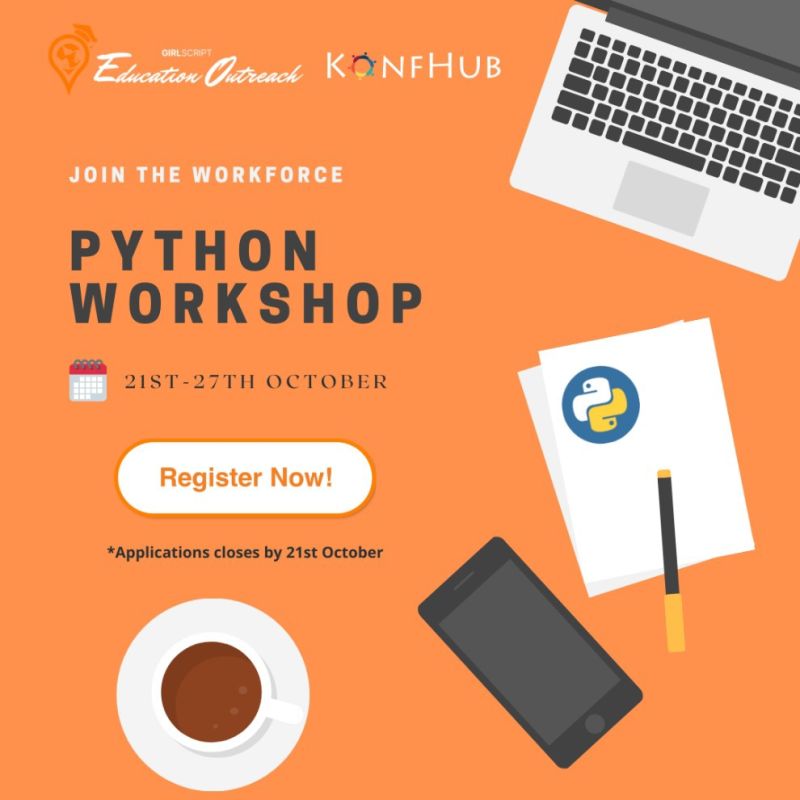 GIRLSCRIPT
Education Outreach
KONFHUB
JOIN THE WORKFORCE
PYTHON
WORKSHOP
21ST-27TH OCTOBER
Register Now!
*Applications closes by 21st October